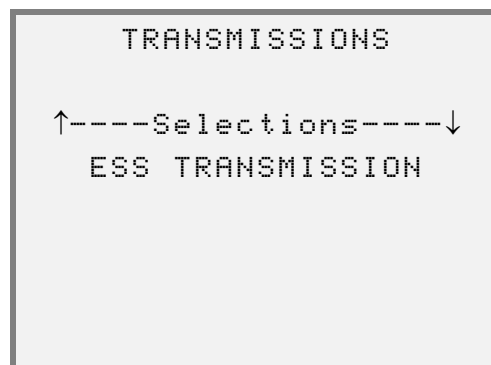 TRANSMISSIONS
↑----Selections----↓
ESS TRANSMISSION